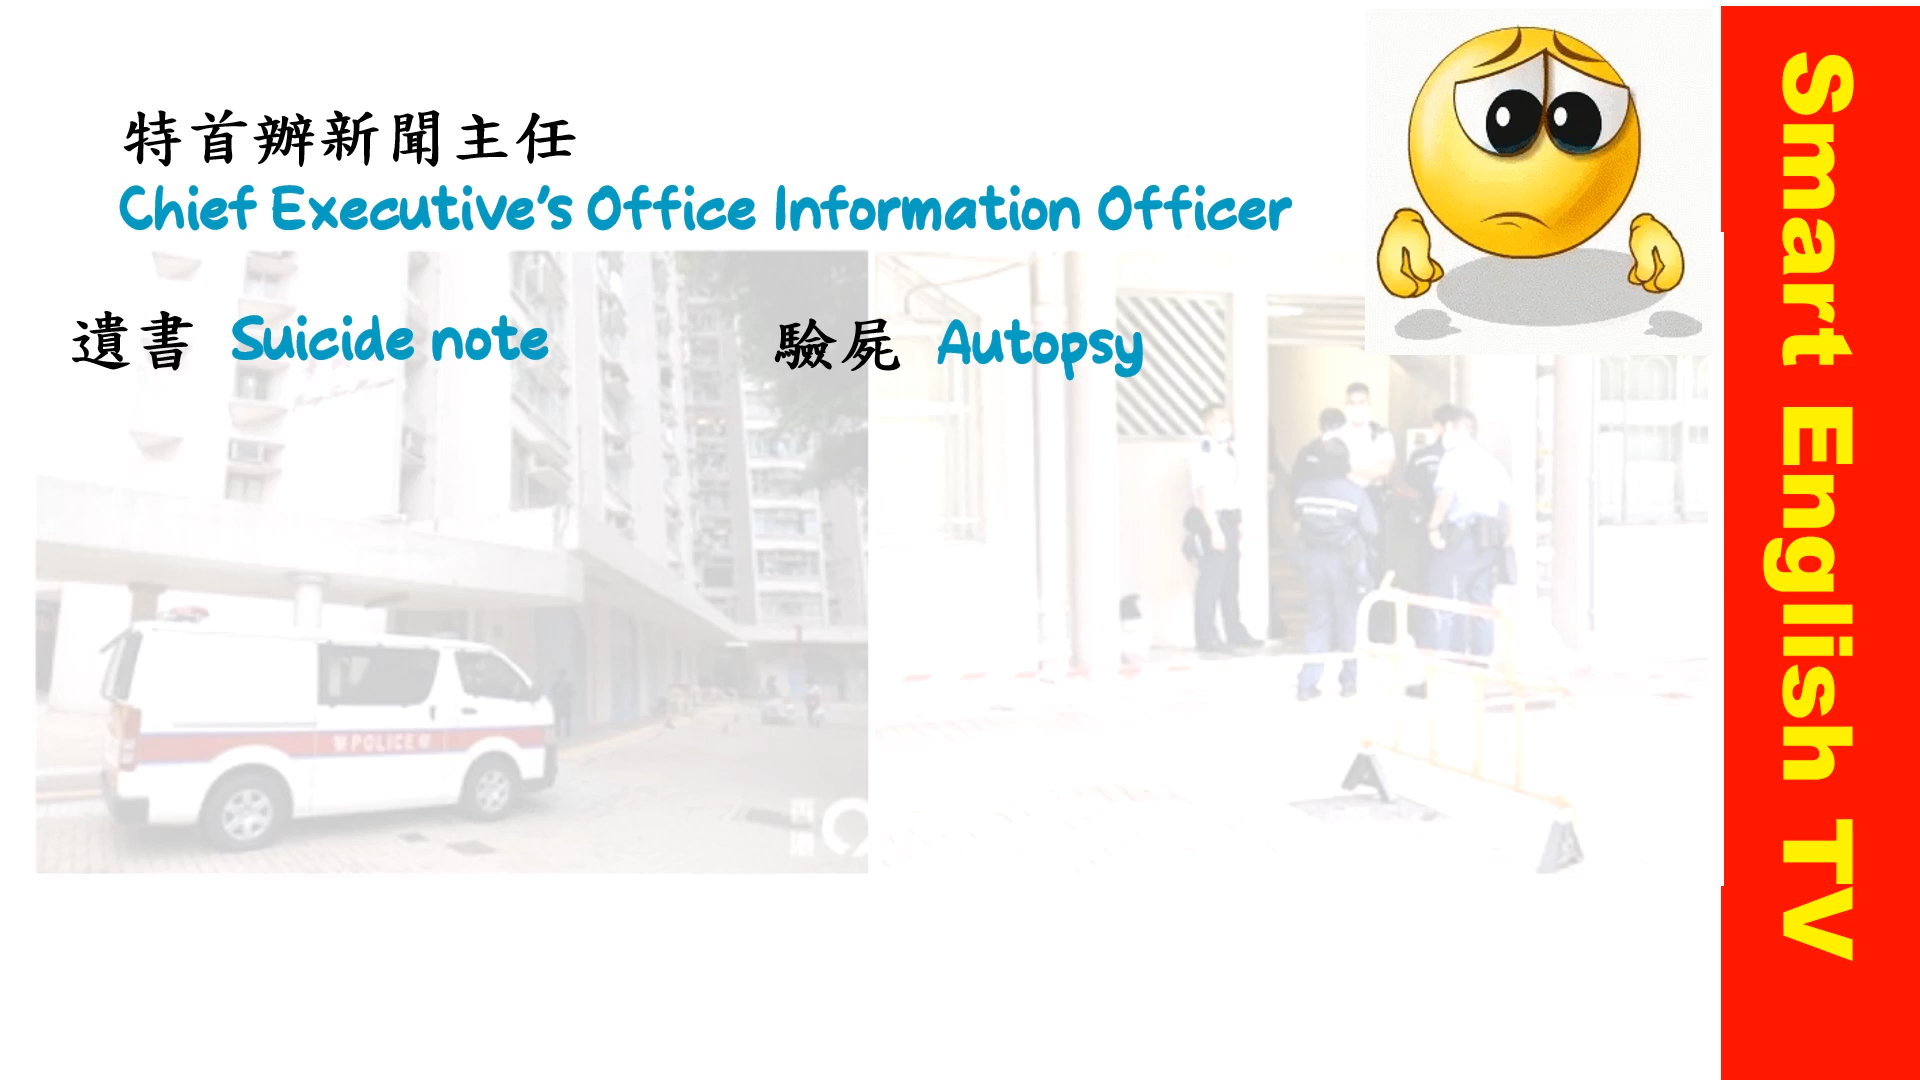 特首辦新聞主任
Chief Executive's Office Information Officer
遺書 Suicide note
驗屍 Autopsy
POLICE
Smart English TV